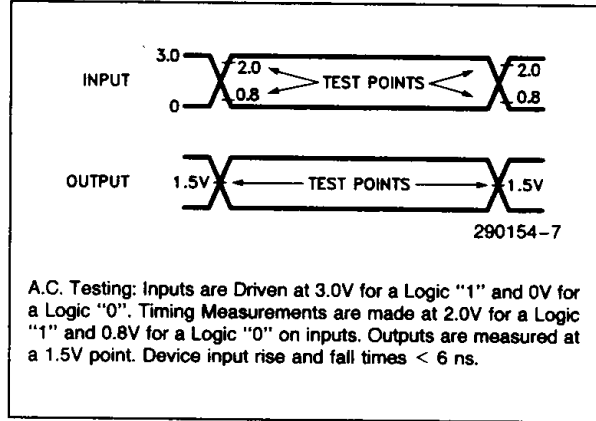 3.0
INPUT
2.0
TEST POINTS
2.0
0.8
0.8
0
OUTPUT
1.5V
TEST POINTS
1.5V
290154-7
A.C. Testing: Inputs are Driven at 3.0V for a Logic "1" and 0V for
a Logic "0". Timing Measurements are made at 2.0V for a Logic
"1" and 0.8V for a Logic "0" on inputs. Outputs are measured at
a 1.5V point. Device input rise and fall times < 6 ns.